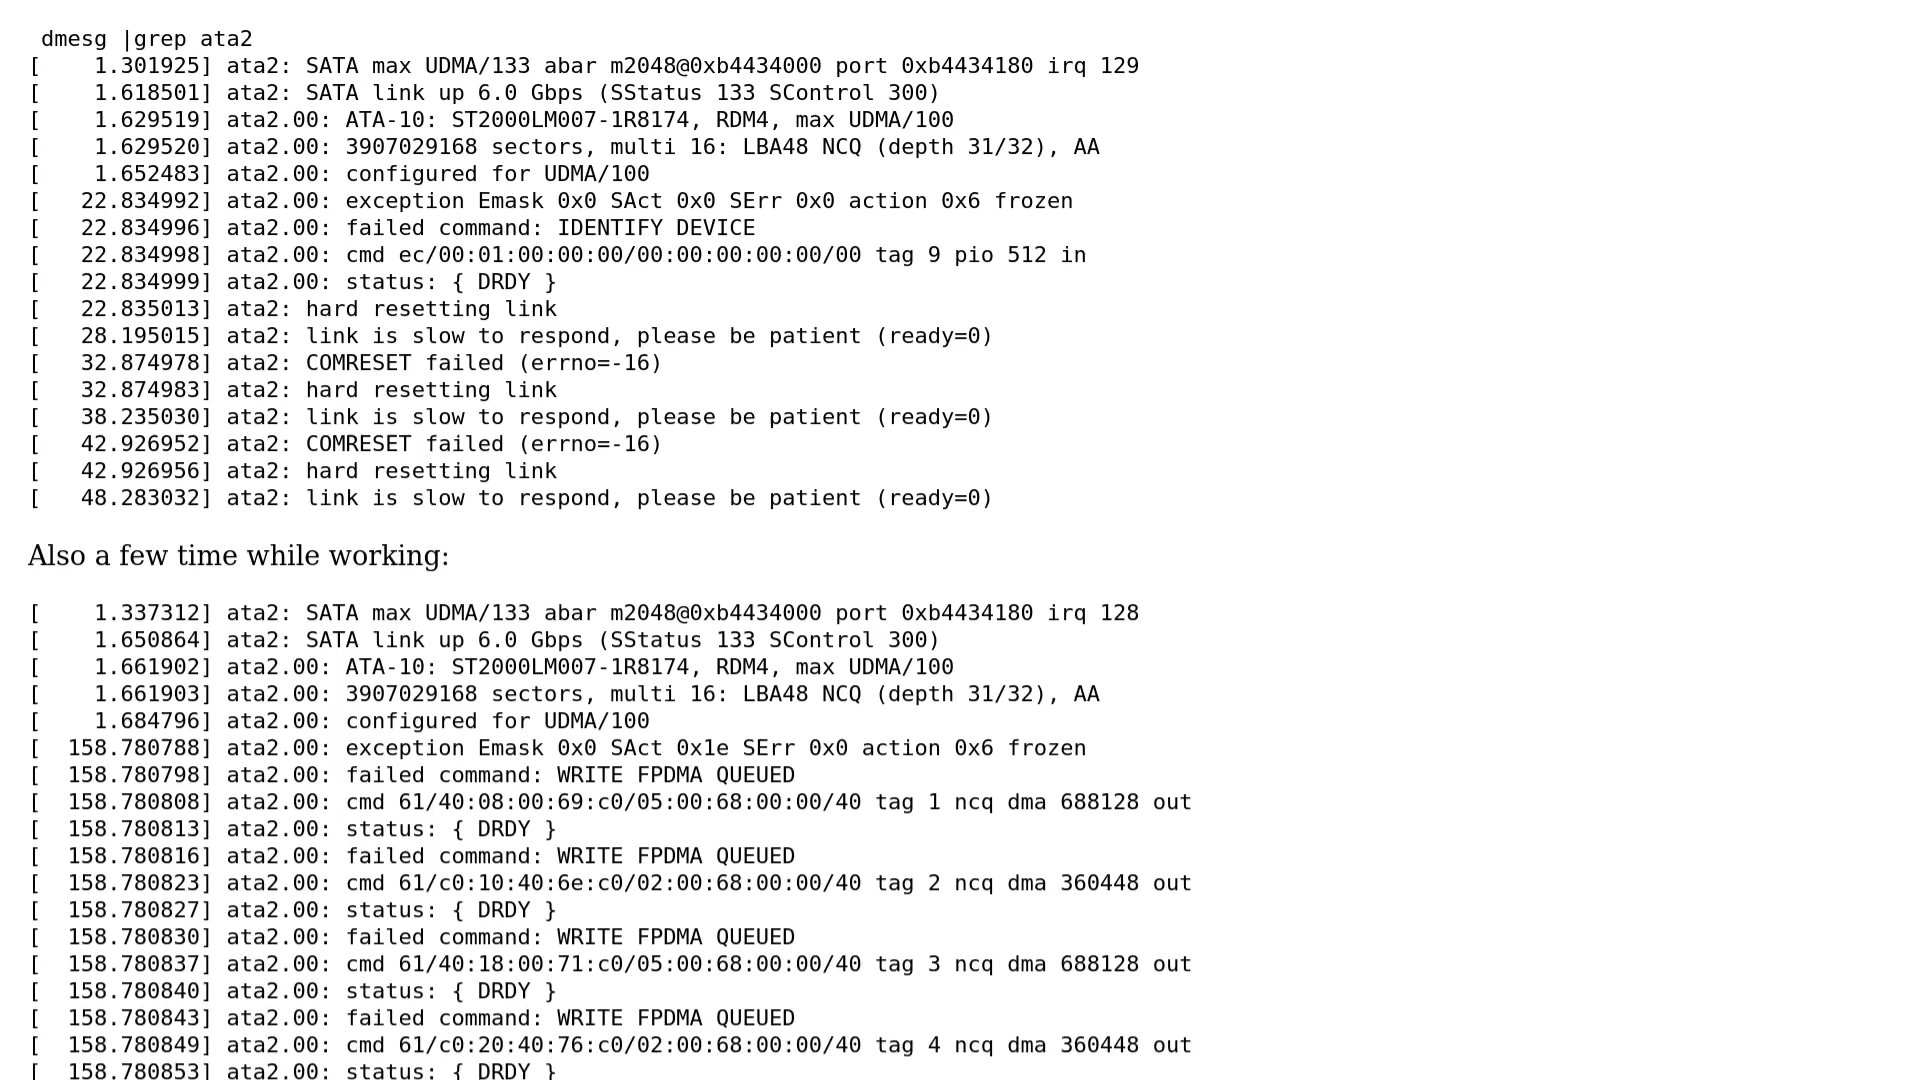 dmesg |grep ata2
[    1.301925] ata2: SATA max UDMA/133 abar m2048@0xb4434000 port 0xb4434180 irq 129
[    1.618501] ata2: SATA link up 6.0 Gbps (SStatus 133 SControl 300)
[    1.629519] ata2.00: ATA-10: ST2000LM007-1R8174, RDM4, max UDMA/100
[    1.629520] ata2.00: 3907029168 sectors, multi 16: LBA48 NCQ (depth 31/32), AA
[    1.652483] ata2.00: configured for UDMA/100
[   22.834992] ata2.00: exception Emask 0x0 SAct 0x0 SErr 0x0 action 0x6 frozen
[   22.834996] ata2.00: failed command: IDENTIFY DEVICE
[   22.834998] ata2.00: cmd ec/00:01:00:00:00/00:00:00:00:00/00 tag 9 pio 512 in
[   22.834999] ata2.00: status: { DRDY }
[   22.835013] ata2: hard resetting link
[   28.195015] ata2: link is slow to respond, please be patient (ready=0)
[   32.874978] ata2: COMRESET failed (errno=-16)
[   32.874983] ata2: hard resetting link
[   38.235030] ata2: link is slow to respond, please be patient (ready=0)
[   42.926952] ata2: COMRESET failed (errno=-16)
[   42.926956] ata2: hard resetting link
[   48.283032] ata2: link is slow to respond, please be patient (ready=0)
Also a few time while working:
[    1.337312] ata2: SATA max UDMA/133 abar m2048@0xb4434000 port 0xb4434180 irq 128
[    1.650864] ata2: SATA link up 6.0 Gbps (SStatus 133 SControl 300)
[    1.661902] ata2.00: ATA-10: ST2000LM007-1R8174, RDM4, max UDMA/100
[    1.661903] ata2.00: 3907029168 sectors, multi 16: LBA48 NCQ (depth 31/32), AA
[    1.684796] ata2.00: configured for UDMA/100
[  158.780788] ata2.00: exception Emask 0x0 SAct 0x1e SErr 0x0 action 0x6 frozen
[  158.780798] ata2.00: failed command: WRITE FPDMA QUEUED
[  158.780808] ata2.00: cmd 61/40:08:00:69:c0/05:00:68:00:00/40 tag 1 ncq dma 688128 out
[  158.780813] ata2.00: status: { DRDY }
[  158.780816] ata2.00: failed command: WRITE FPDMA QUEUED
[  158.780823] ata2.00: cmd 61/c0:10:40:6e:c0/02:00:68:00:00/40 tag 2 ncq dma 360448 out
[  158.780827] ata2.00: status: { DRDY }
[  158.780830] ata2.00: failed command: WRITE FPDMA QUEUED
[  158.780837] ata2.00: cmd 61/40:18:00:71:c0/05:00:68:00:00/40 tag 3 ncq dma 688128 out
[  158.780840] ata2.00: status: { DRDY }
[  158.780843] ata2.00: failed command: WRITE FPDMA QUEUED
[  158.780849] ata2.00: cmd 61/c0:20:40:76:c0/02:00:68:00:00/40 tag 4 ncq dma 360448 out
[  158.780853] ata2.00: status: { DRDY }